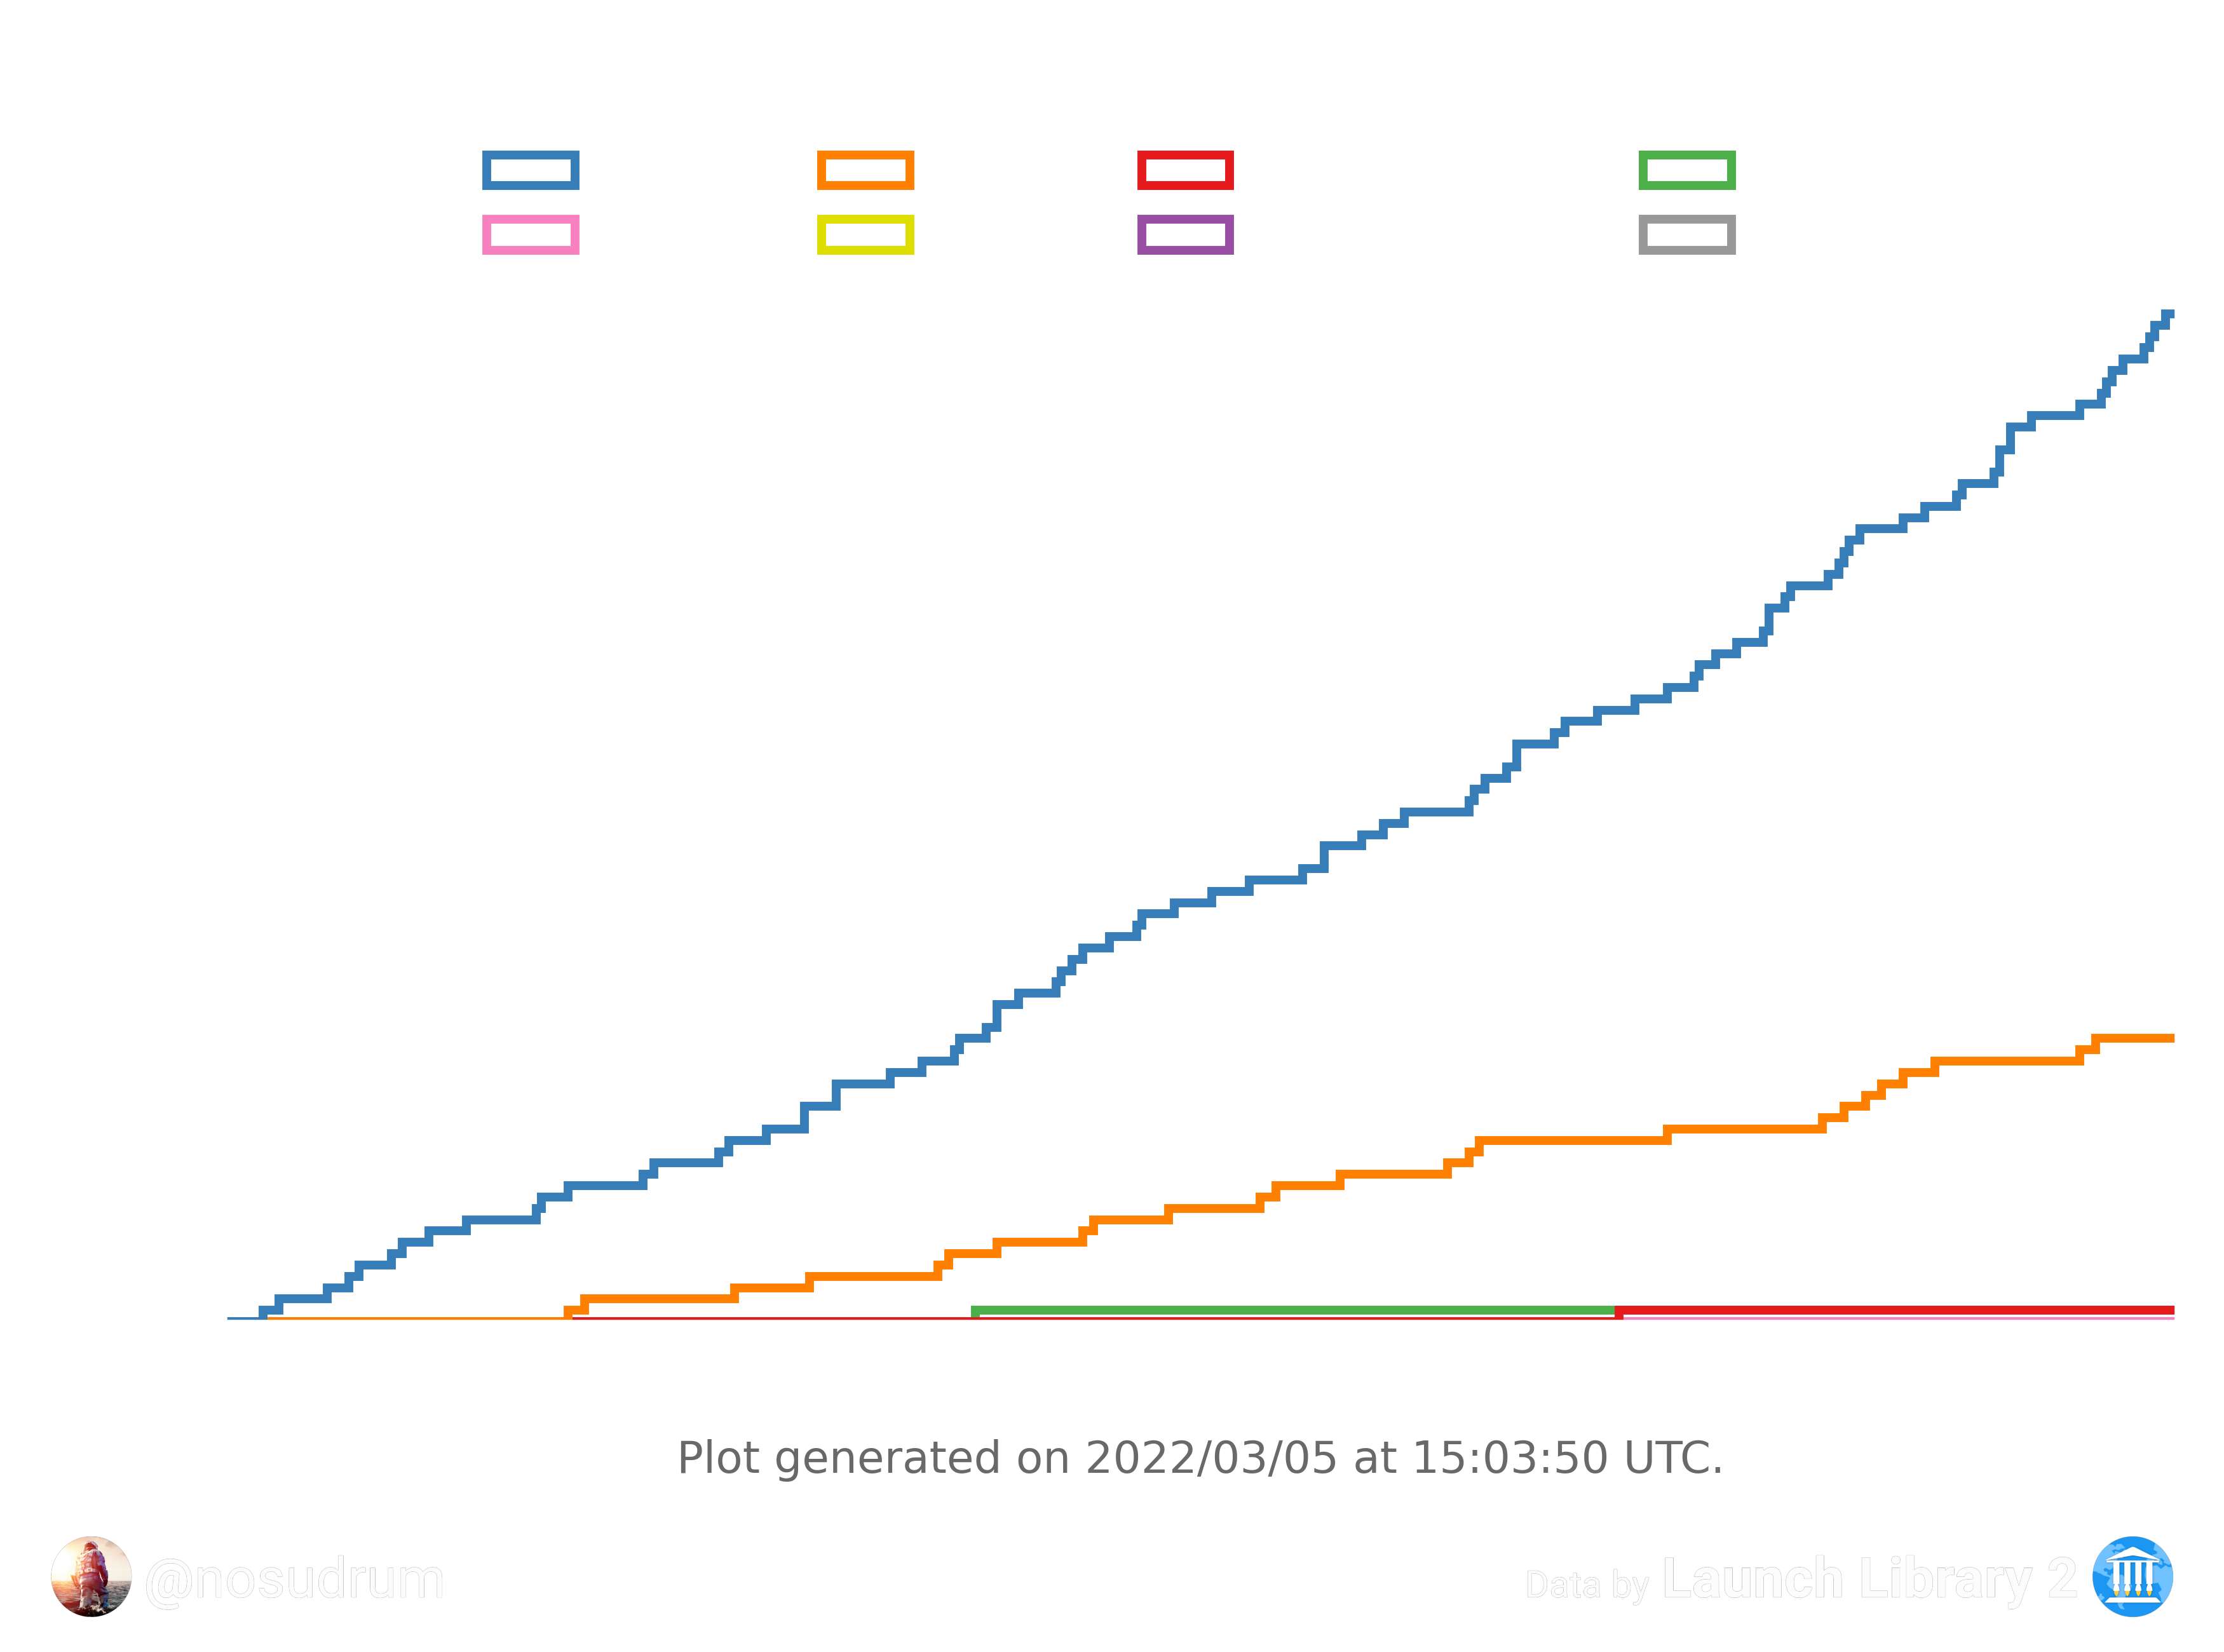 Plot generated on 2022/03/05 at 15:03:50 UTC.
@nosudrum
Data by Launch Library 2